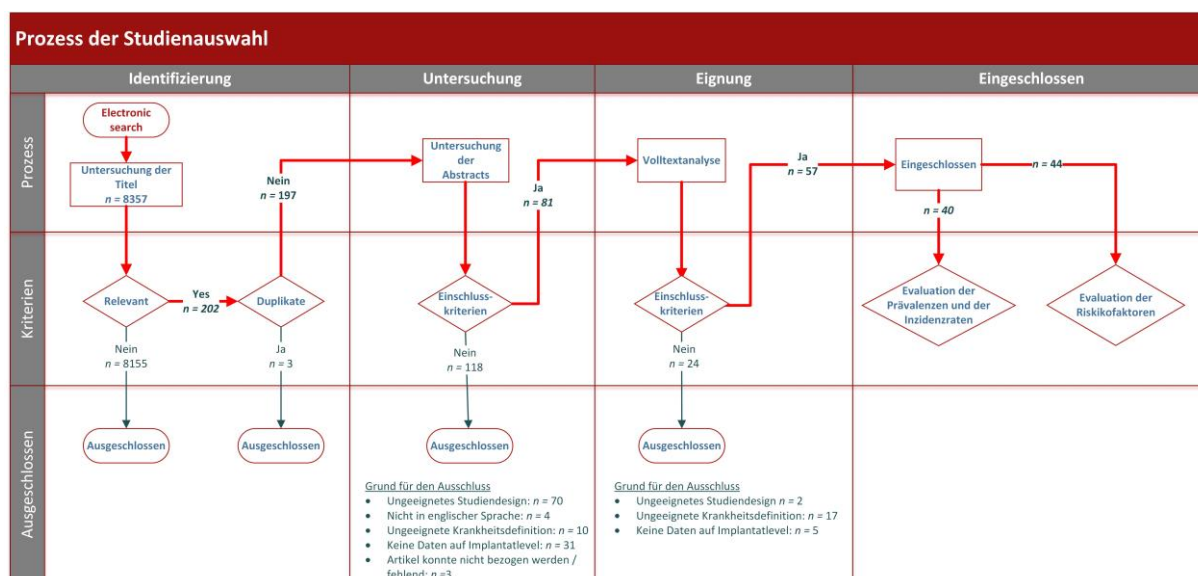 Prozess der Studienauswahl
Identifizierung
Untersuchung
Eignung
Eingeschlossen
Prozess
Electronic
search
Untersuchung der
Titel
n = 8357
Nein
n = 197
Untersuchung
der
Abstracts
Ja
n = 81
Volltextanalyse
Ja
n = 57
Eingeschlossen
n = 44
n = 40
Kriterien
Relevant
Yes
n = 202
Duplikate
Einschluss-
kriterien
Einschluss-
kriterien
Evaluation der
Prävalenzen und der
Inzidenzraten
Evaluation der
Risikofaktoren
Nein
n = 8155
Ja
n = 3
Nein
n = 118
Nein
n = 24
Ausgeschlossen
Ausgeschlossen
Ausgeschlossen
Ausgeschlossen
Ausgeschlossen
Grund für den Ausschluss
• Ungeeignetes Studiendesign: n = 70
• Nicht in englischer Sprache: n = 4
• Ungeeignete Krankheitsdefinition: n = 10
• Keine Daten auf Implantatlevel: n = 31
• Artikel konnte nicht bezogen werden /
fehlend: n =3
Grund für den Ausschluss
• Ungeeignetes Studiendesign n = 2
• Ungeeignete Krankheitsdefinition: n = 17
• Keine Daten auf Implantatlevel: n = 5